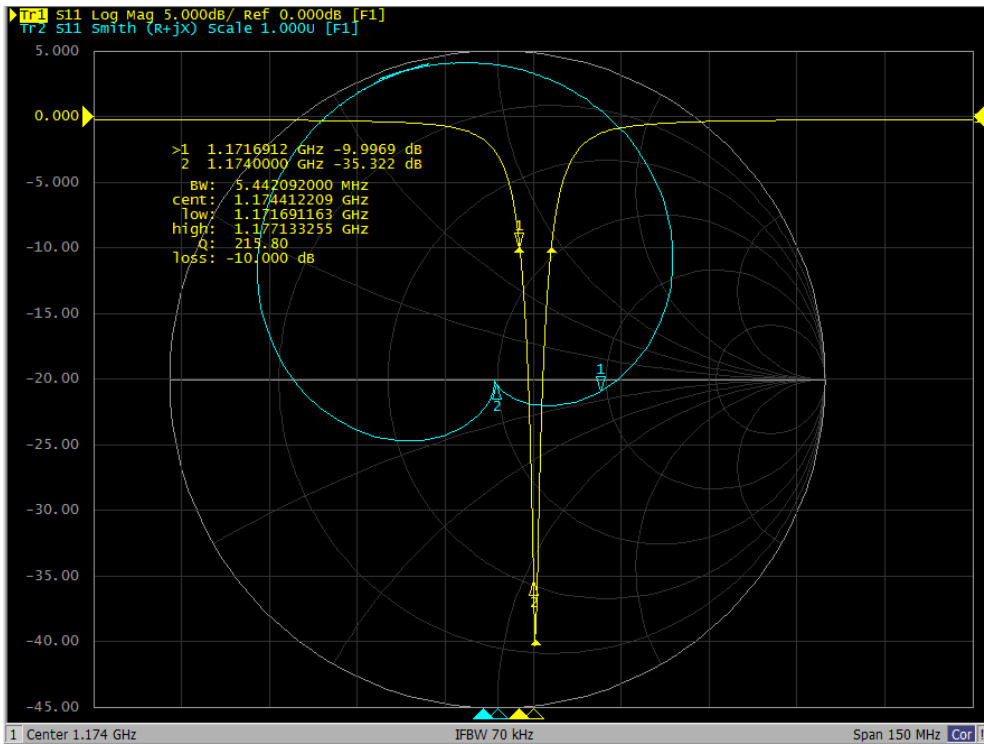 Tr1 S11 Log Mag 5.000dB/ Ref 0.000dB [F1]
Tr2 S11 Smith (R+jX) Scale 1.000U [F1]
5.000
0.000
-5.000
-10.00
-15.00
-20.00
-25.00
-30.00
-35.00
-40.00
-45.00
>1 1.1716912 GHz -9.9969 dB
2 1.1740000 GHz -35.322 dB
BW: 5.442092000 MHz
cent: 1.174412209 GHz
low: 1.171691163 GHz
high: 1.177133255 GHz
Q: 215.80
loss: -10.000 dB
1
1
2
2
1 Center 1.174 GHz IFBW 70 kHz Span 150 MHz Cor !